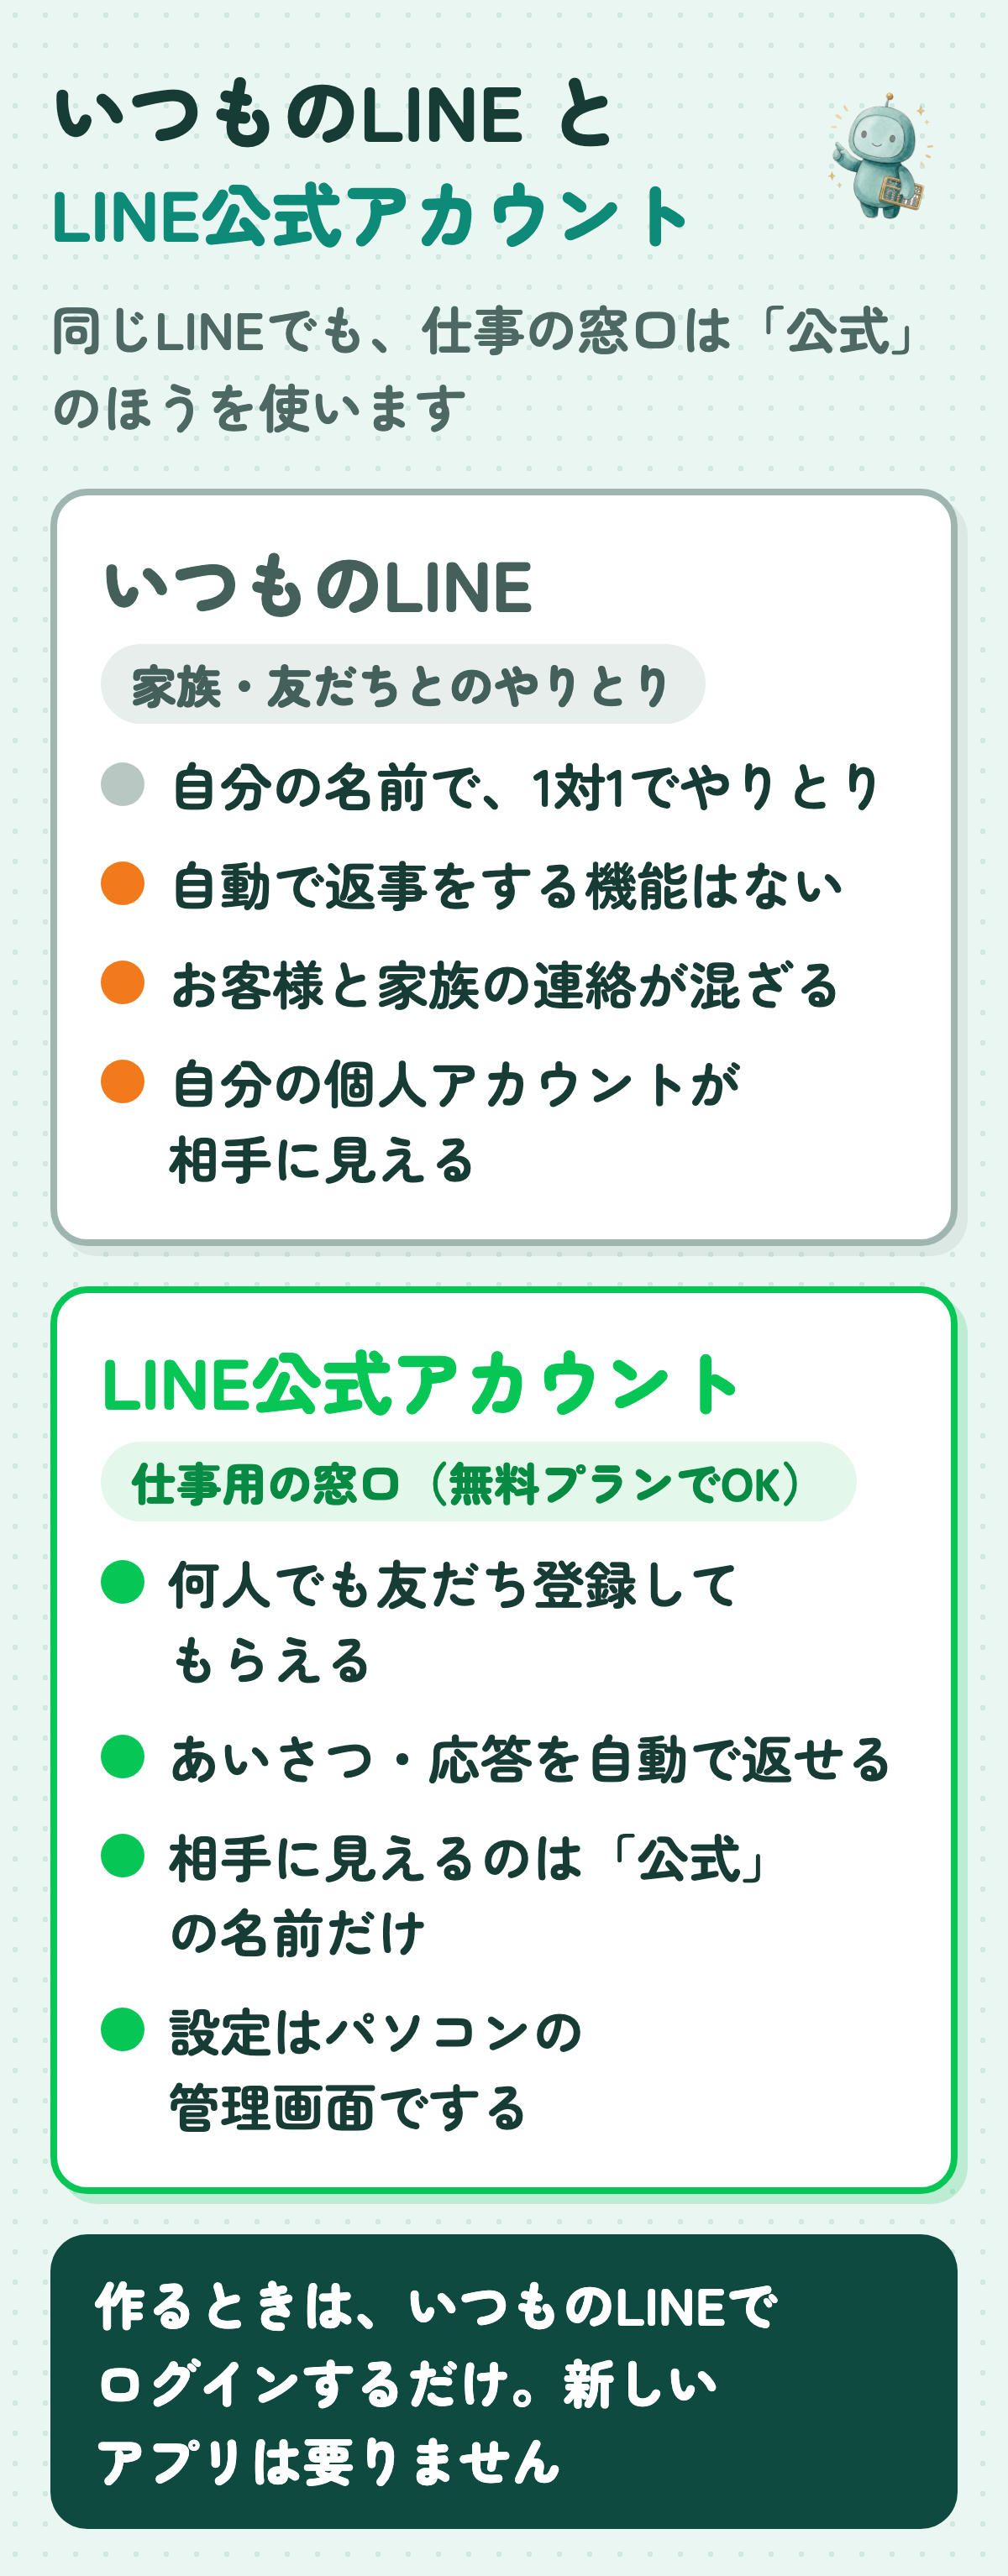 いつものLINE と
LINE公式アカウント
同じLINEでも、仕事の窓口は「公式」
のほうを使います
いつものLINE
家族・友だちとのやりとり
自分の名前で、1対1でやりとり
自動で返事をする機能はない
お客様と家族の連絡が混ざる
自分の個人アカウントが
相手に見える
LINE公式アカウント
仕事用の窓口（無料プランでOK）
何人でも友だち登録して
もらえる
あいさつ・応答を自動で返せる
相手に見えるのは「公式」
の名前だけ
設定はパソコンの
管理画面でする
作るときは、いつものLINEで
ログインするだけ。新しい
アプリは要りません